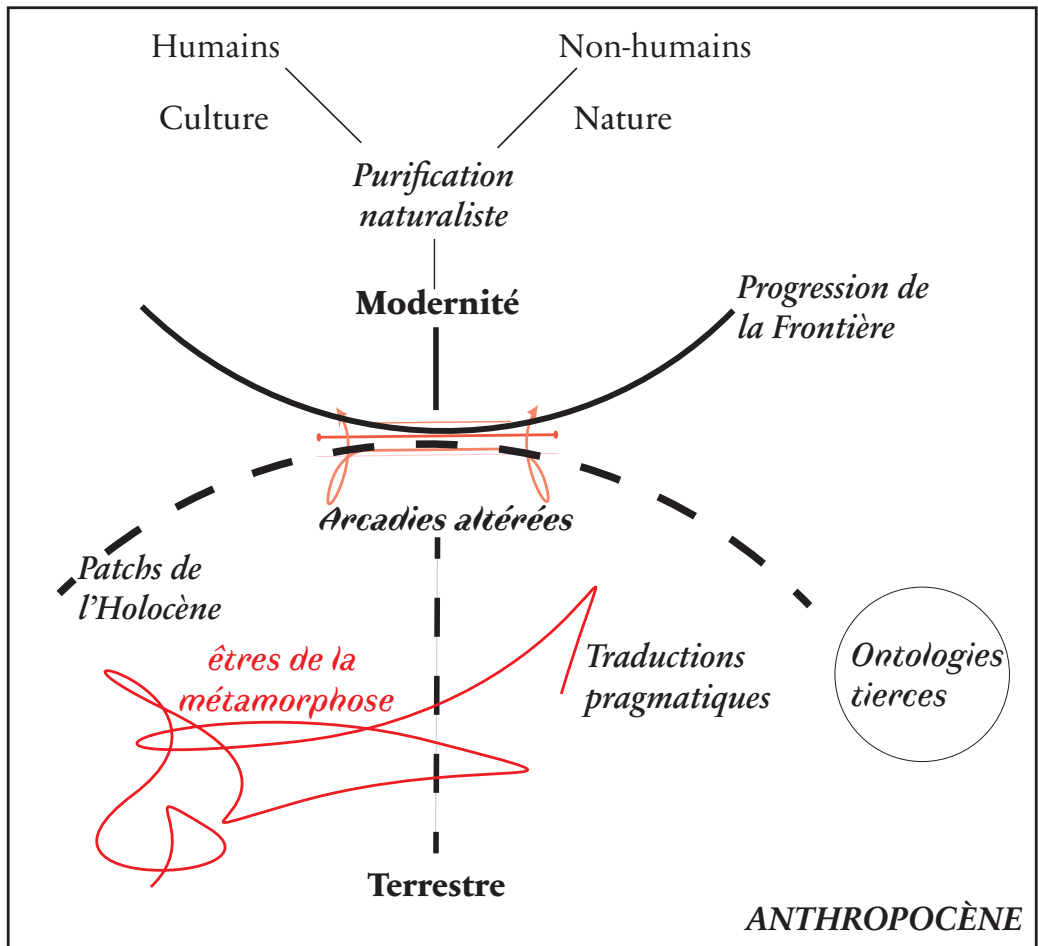 Humains
Non-humains
Culture
Nature
Purification
naturaliste
Modernité
Progression de
la Frontière
Arcadies altérées
Patchs de
l'Holocène
êtres de la
métamorphose
Traductions
pragmatiques
Ontologies
tierces
Terrestre
ANTHROPOCÈNE